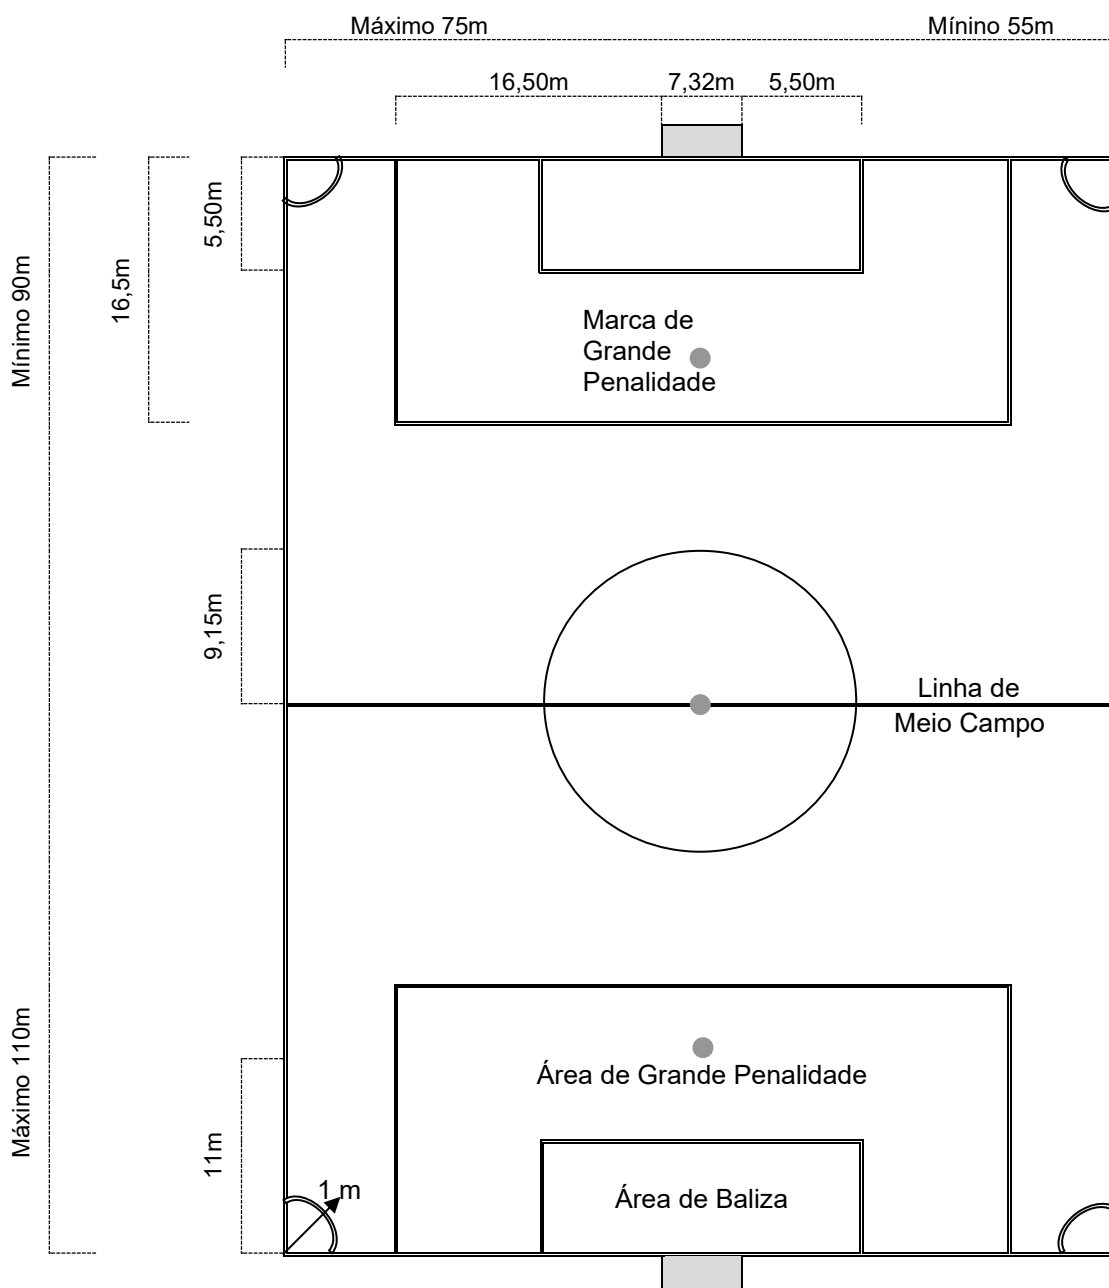 Máximo 75m
Mínino 55m
16,50m
7,32m
5,50m
5,50m
16,5m
Mínimo 90m
Marca de
Grande
Penalidade
9,15m
Linha de
Meio Campo
Área de Grande Penalidade
Máximo 110m
11m
1 m
Área de Baliza